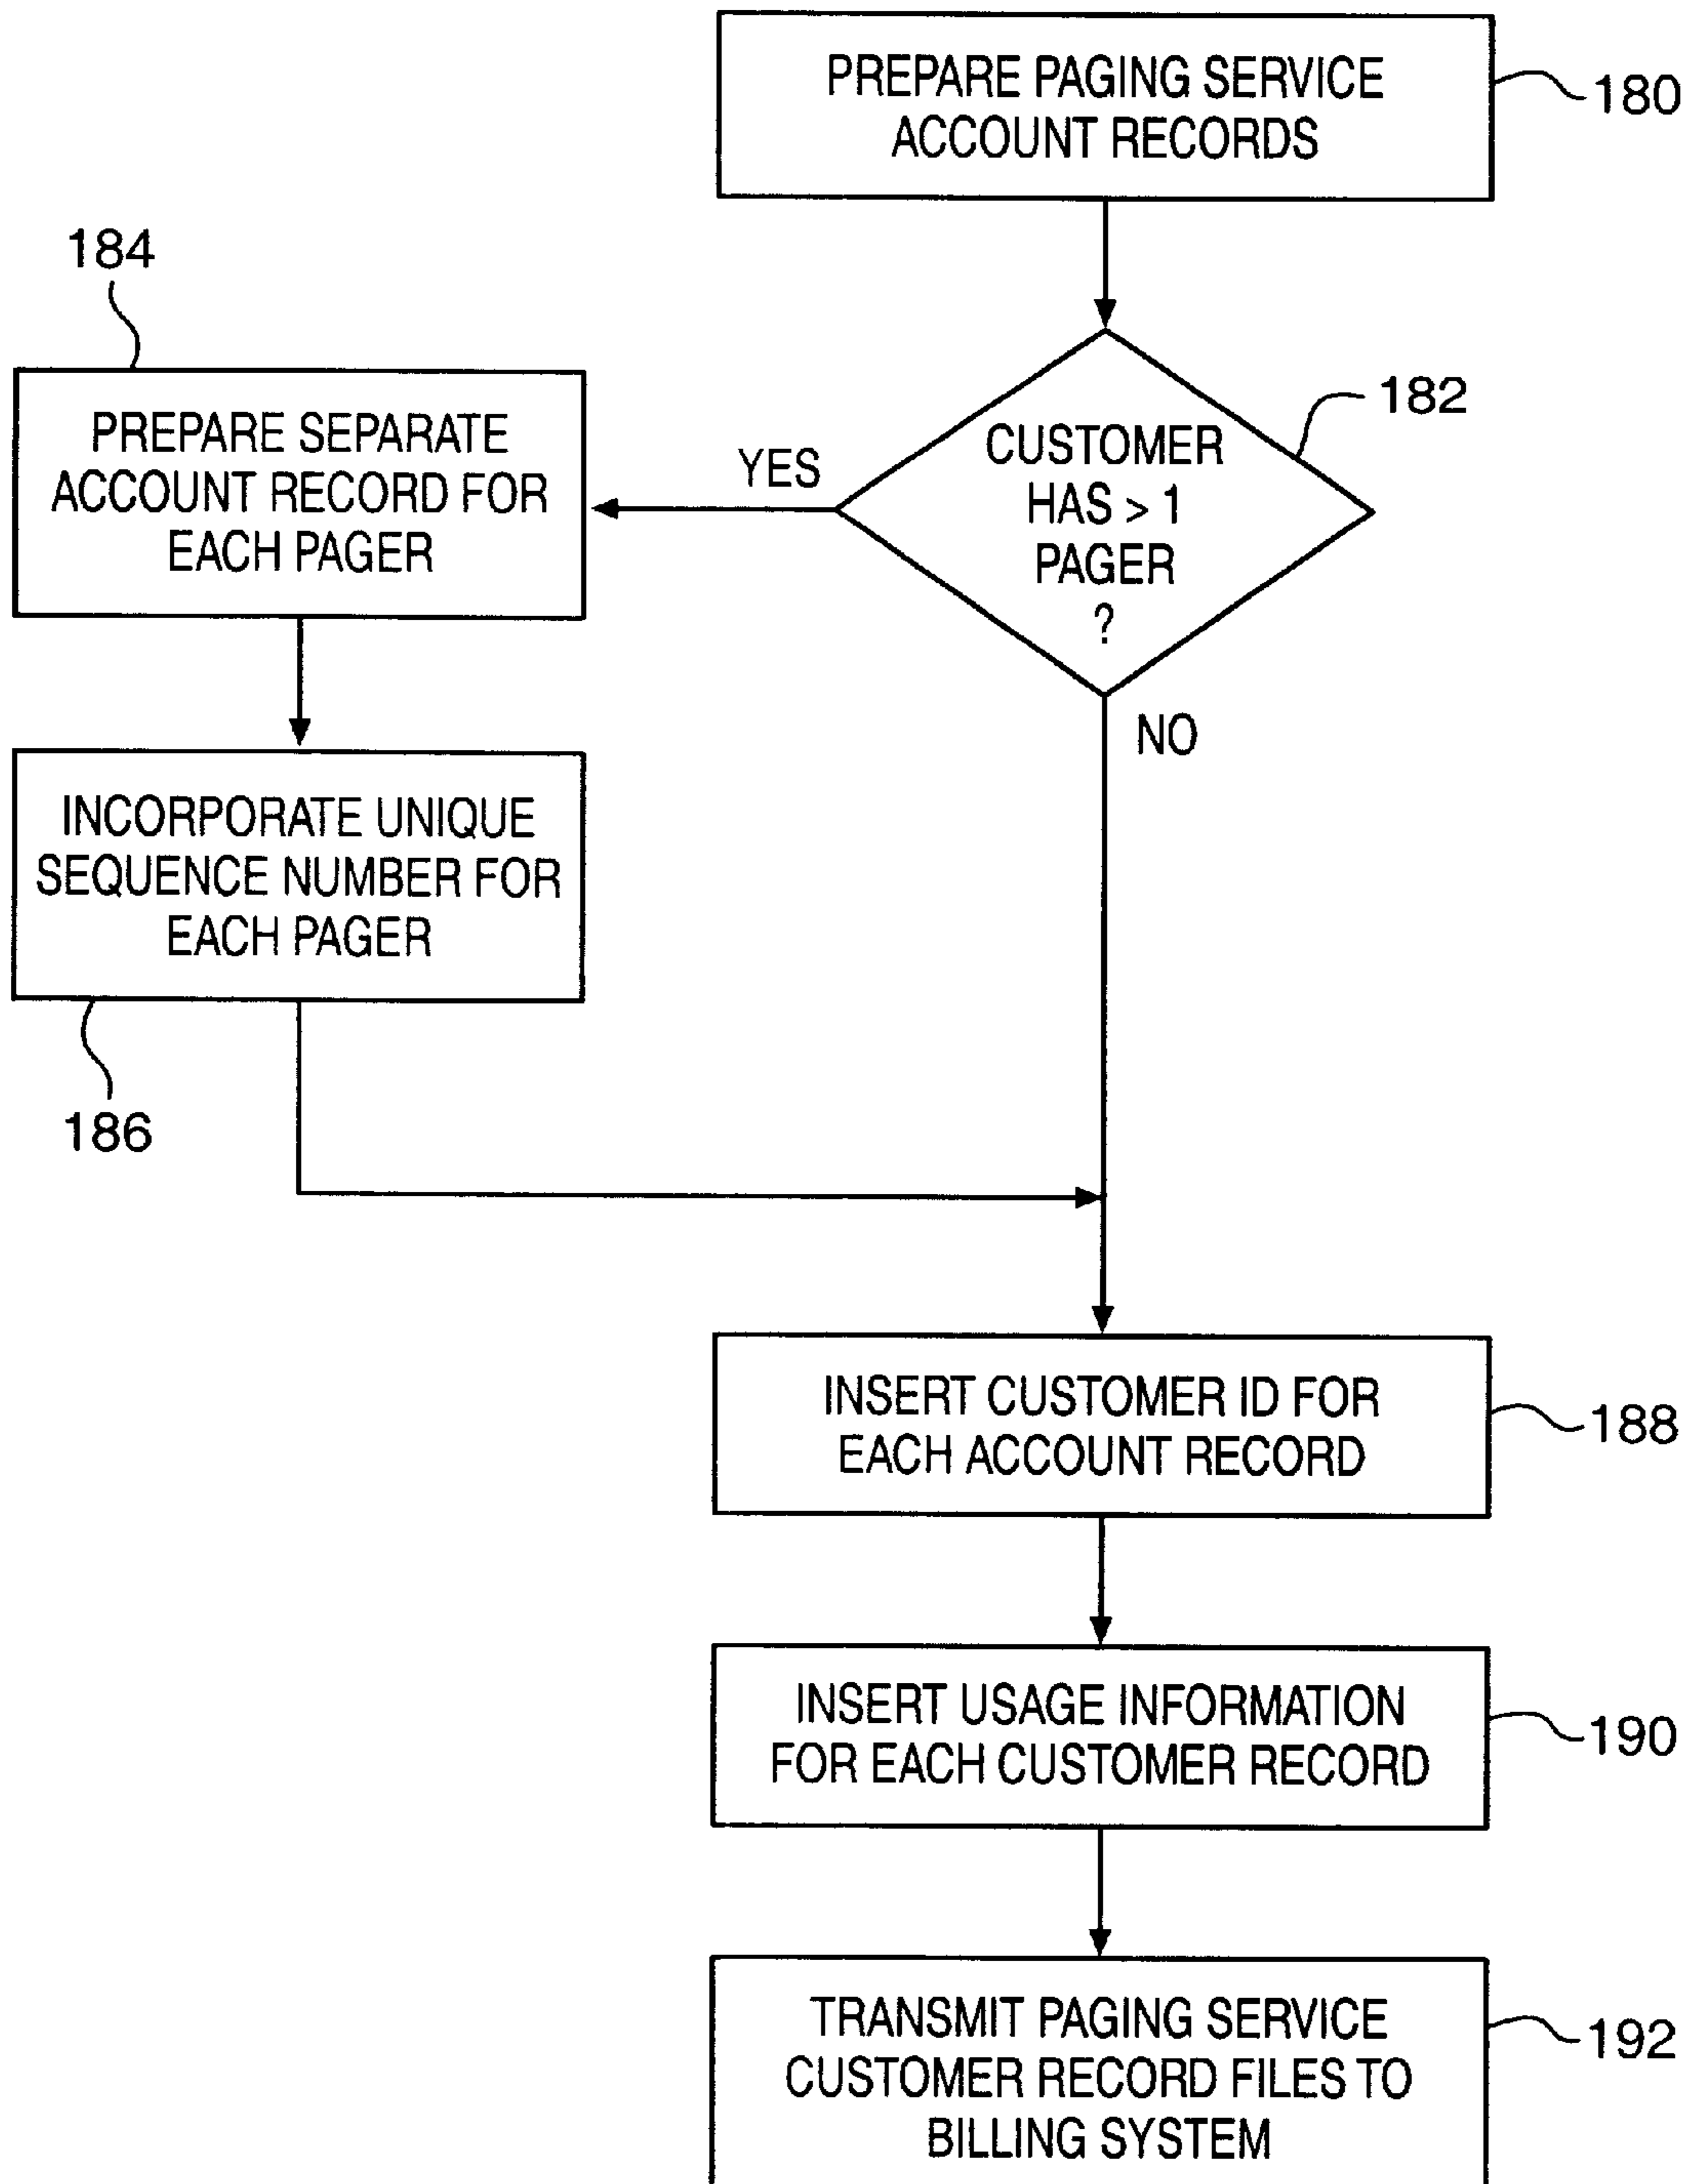 PREPARE PAGING SERVICE
ACCOUNT RECORDS
180
184
182
CUSTOMER
HAS > 1
PAGER
?
YES
PREPARE SEPARATE
ACCOUNT RECORD FOR
EACH PAGER
NO
INCORPORATE UNIQUE
SEQUENCE NUMBER FOR
EACH PAGER
186
INSERT CUSTOMER ID FOR
EACH ACCOUNT RECORD
188
INSERT USAGE INFORMATION
FOR EACH CUSTOMER RECORD
190
TRANSMIT PAGING SERVICE
CUSTOMER RECORD FILES TO
BILLING SYSTEM
192